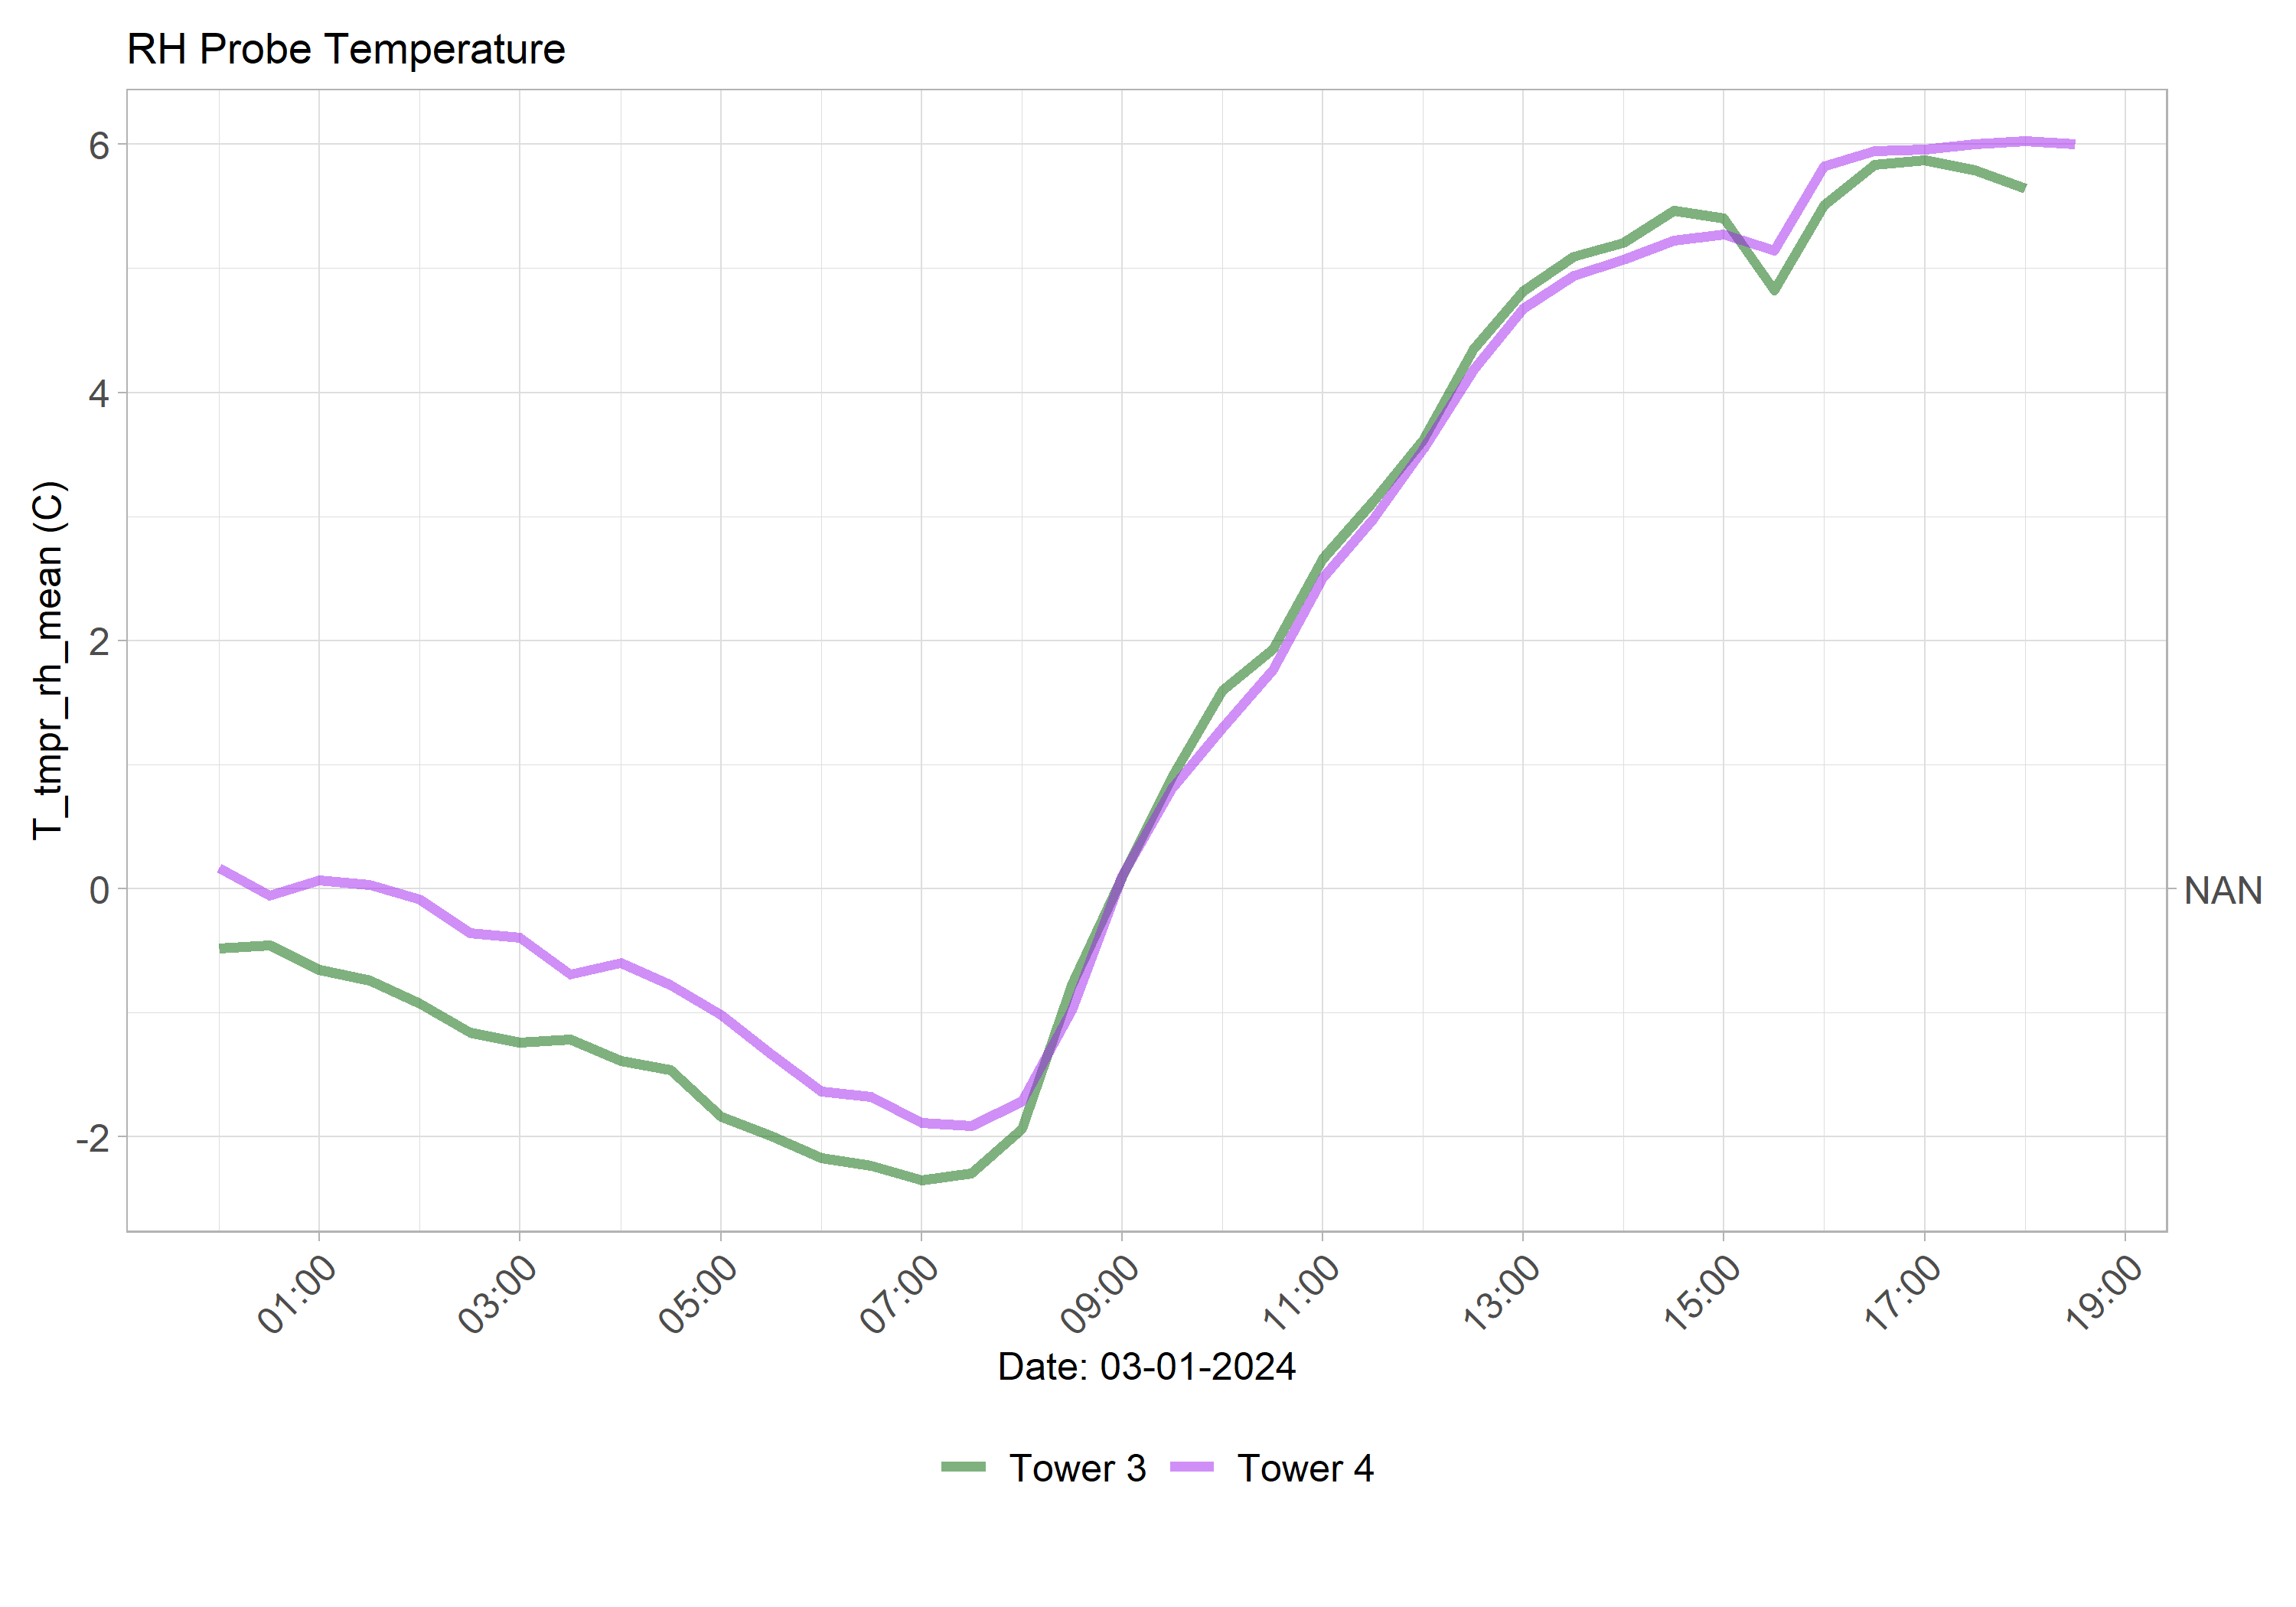 RH Probe Temperature
T_tmpr_rh_mean (C)
6
4
2
0
-2
NAN
01:00
03:00
05:00
07:00
09:00
11:00
13:00
15:00
17:00
19:00
Date: 03-01-2024
Tower 3
Tower 4